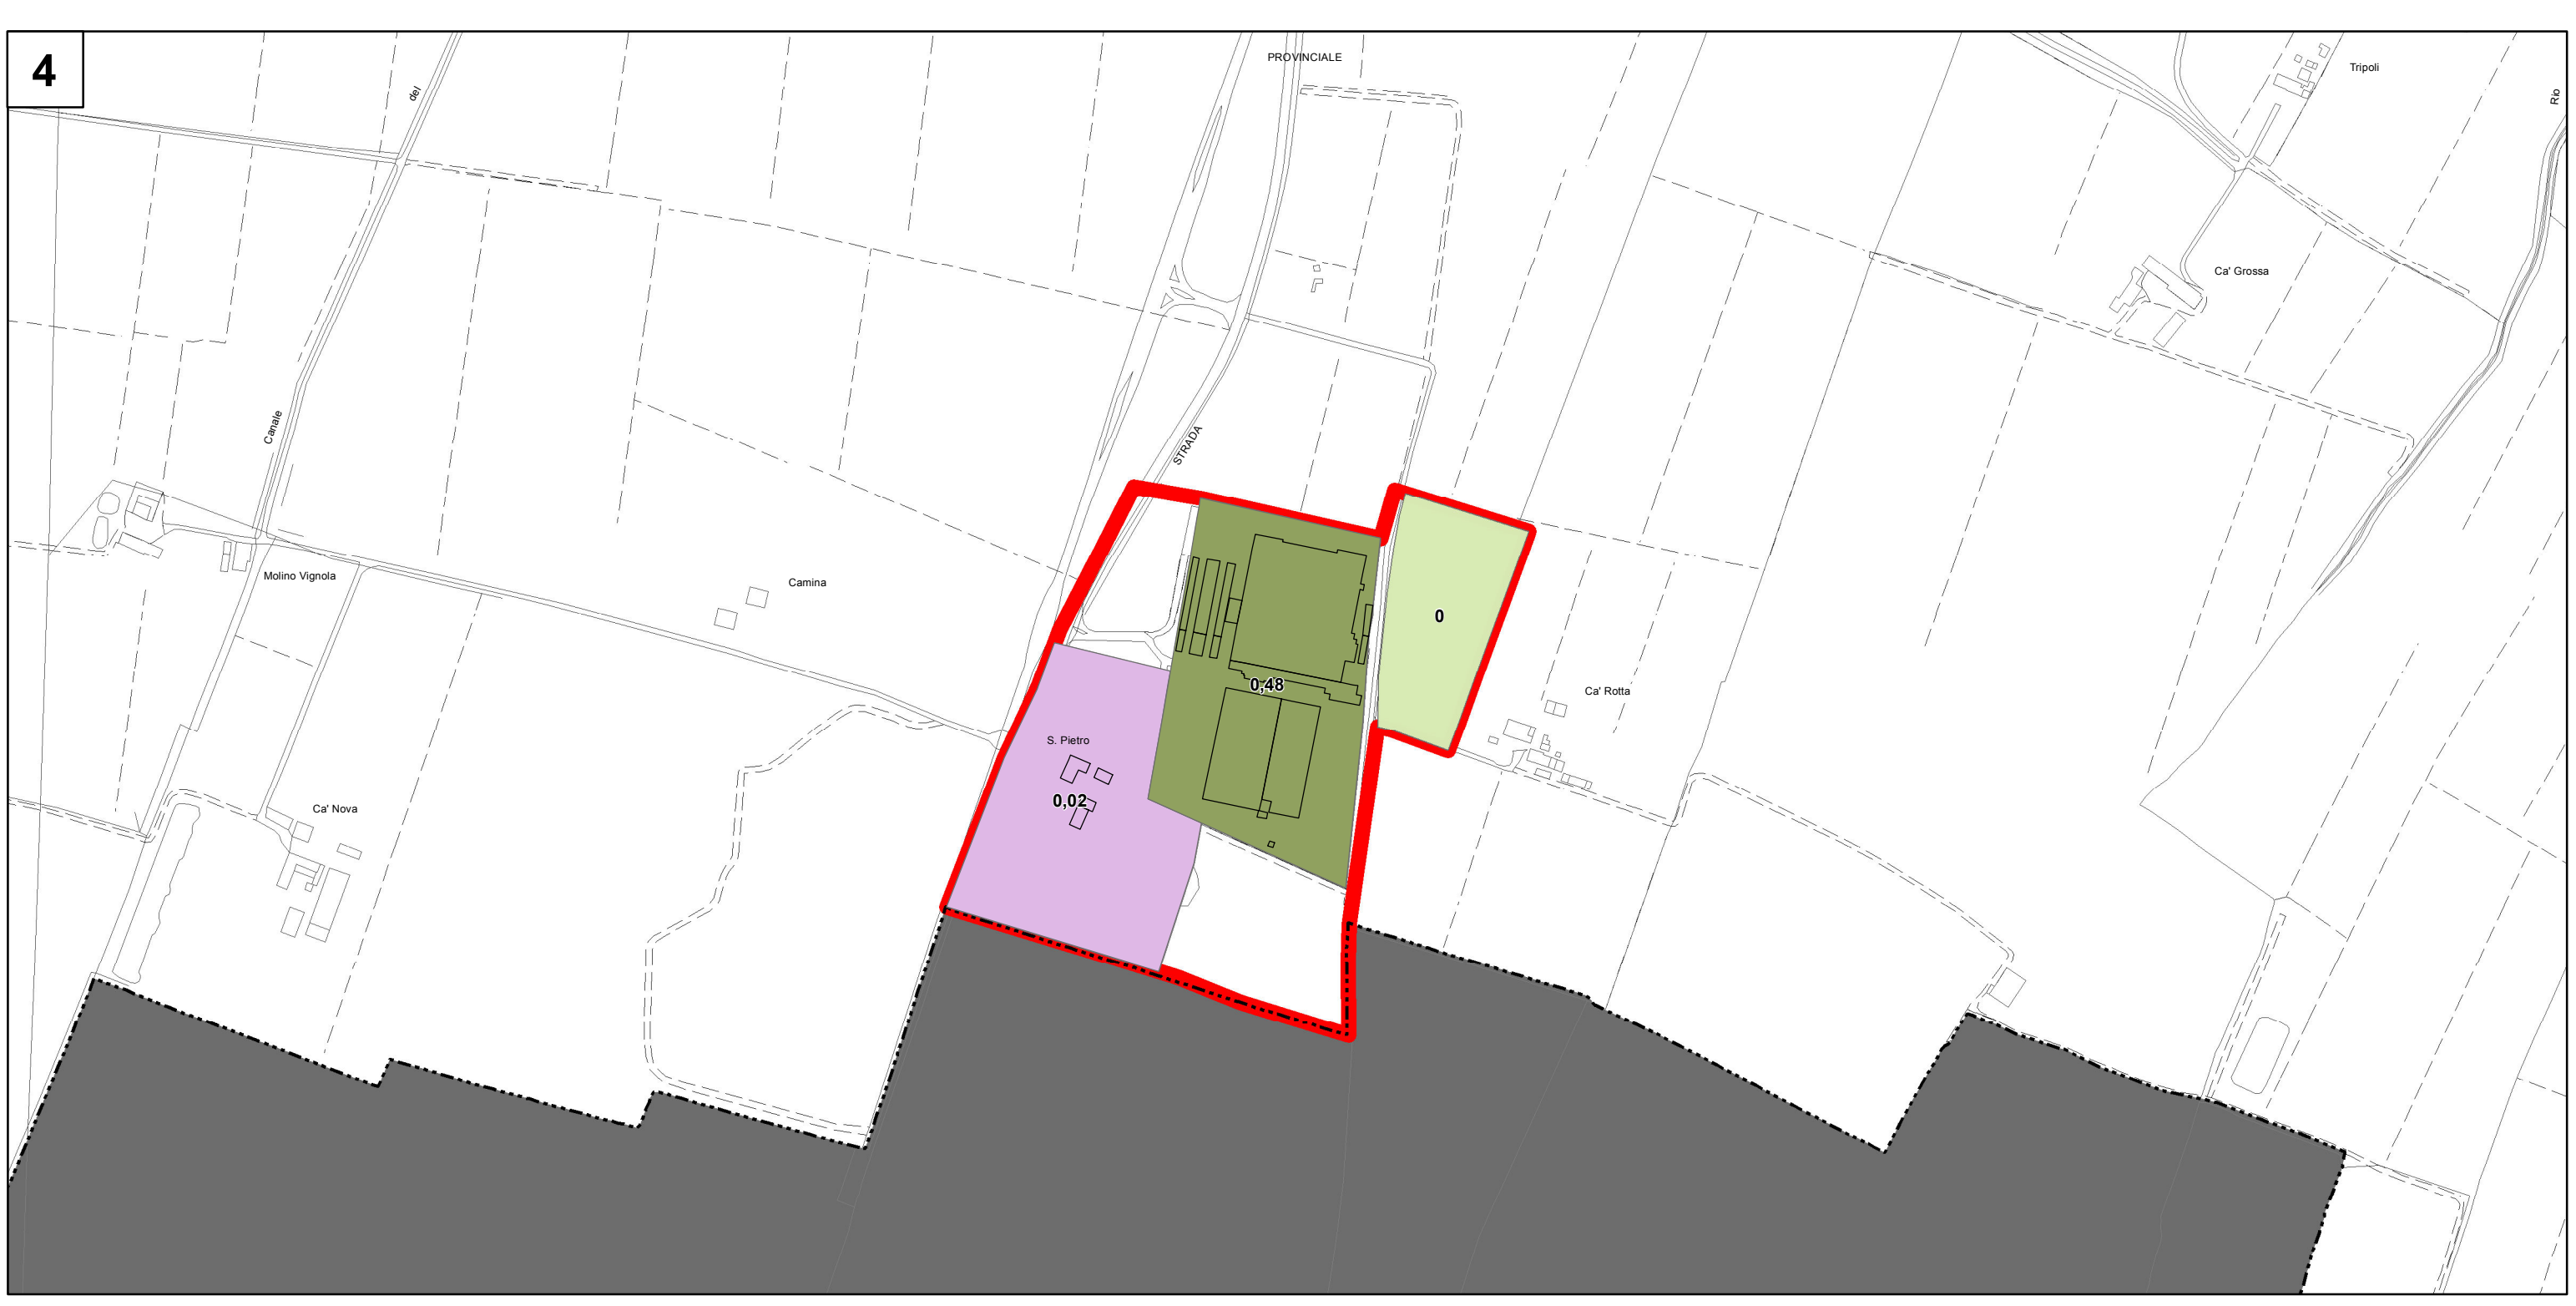 4
PROVINCIALE
Tripoli
Rio
del
Ca' Grossa
Canale
STRADA
Molino Vignola
Camina
0
0,48
Ca' Rotta
S. Pietro
0,02
Ca' Nova